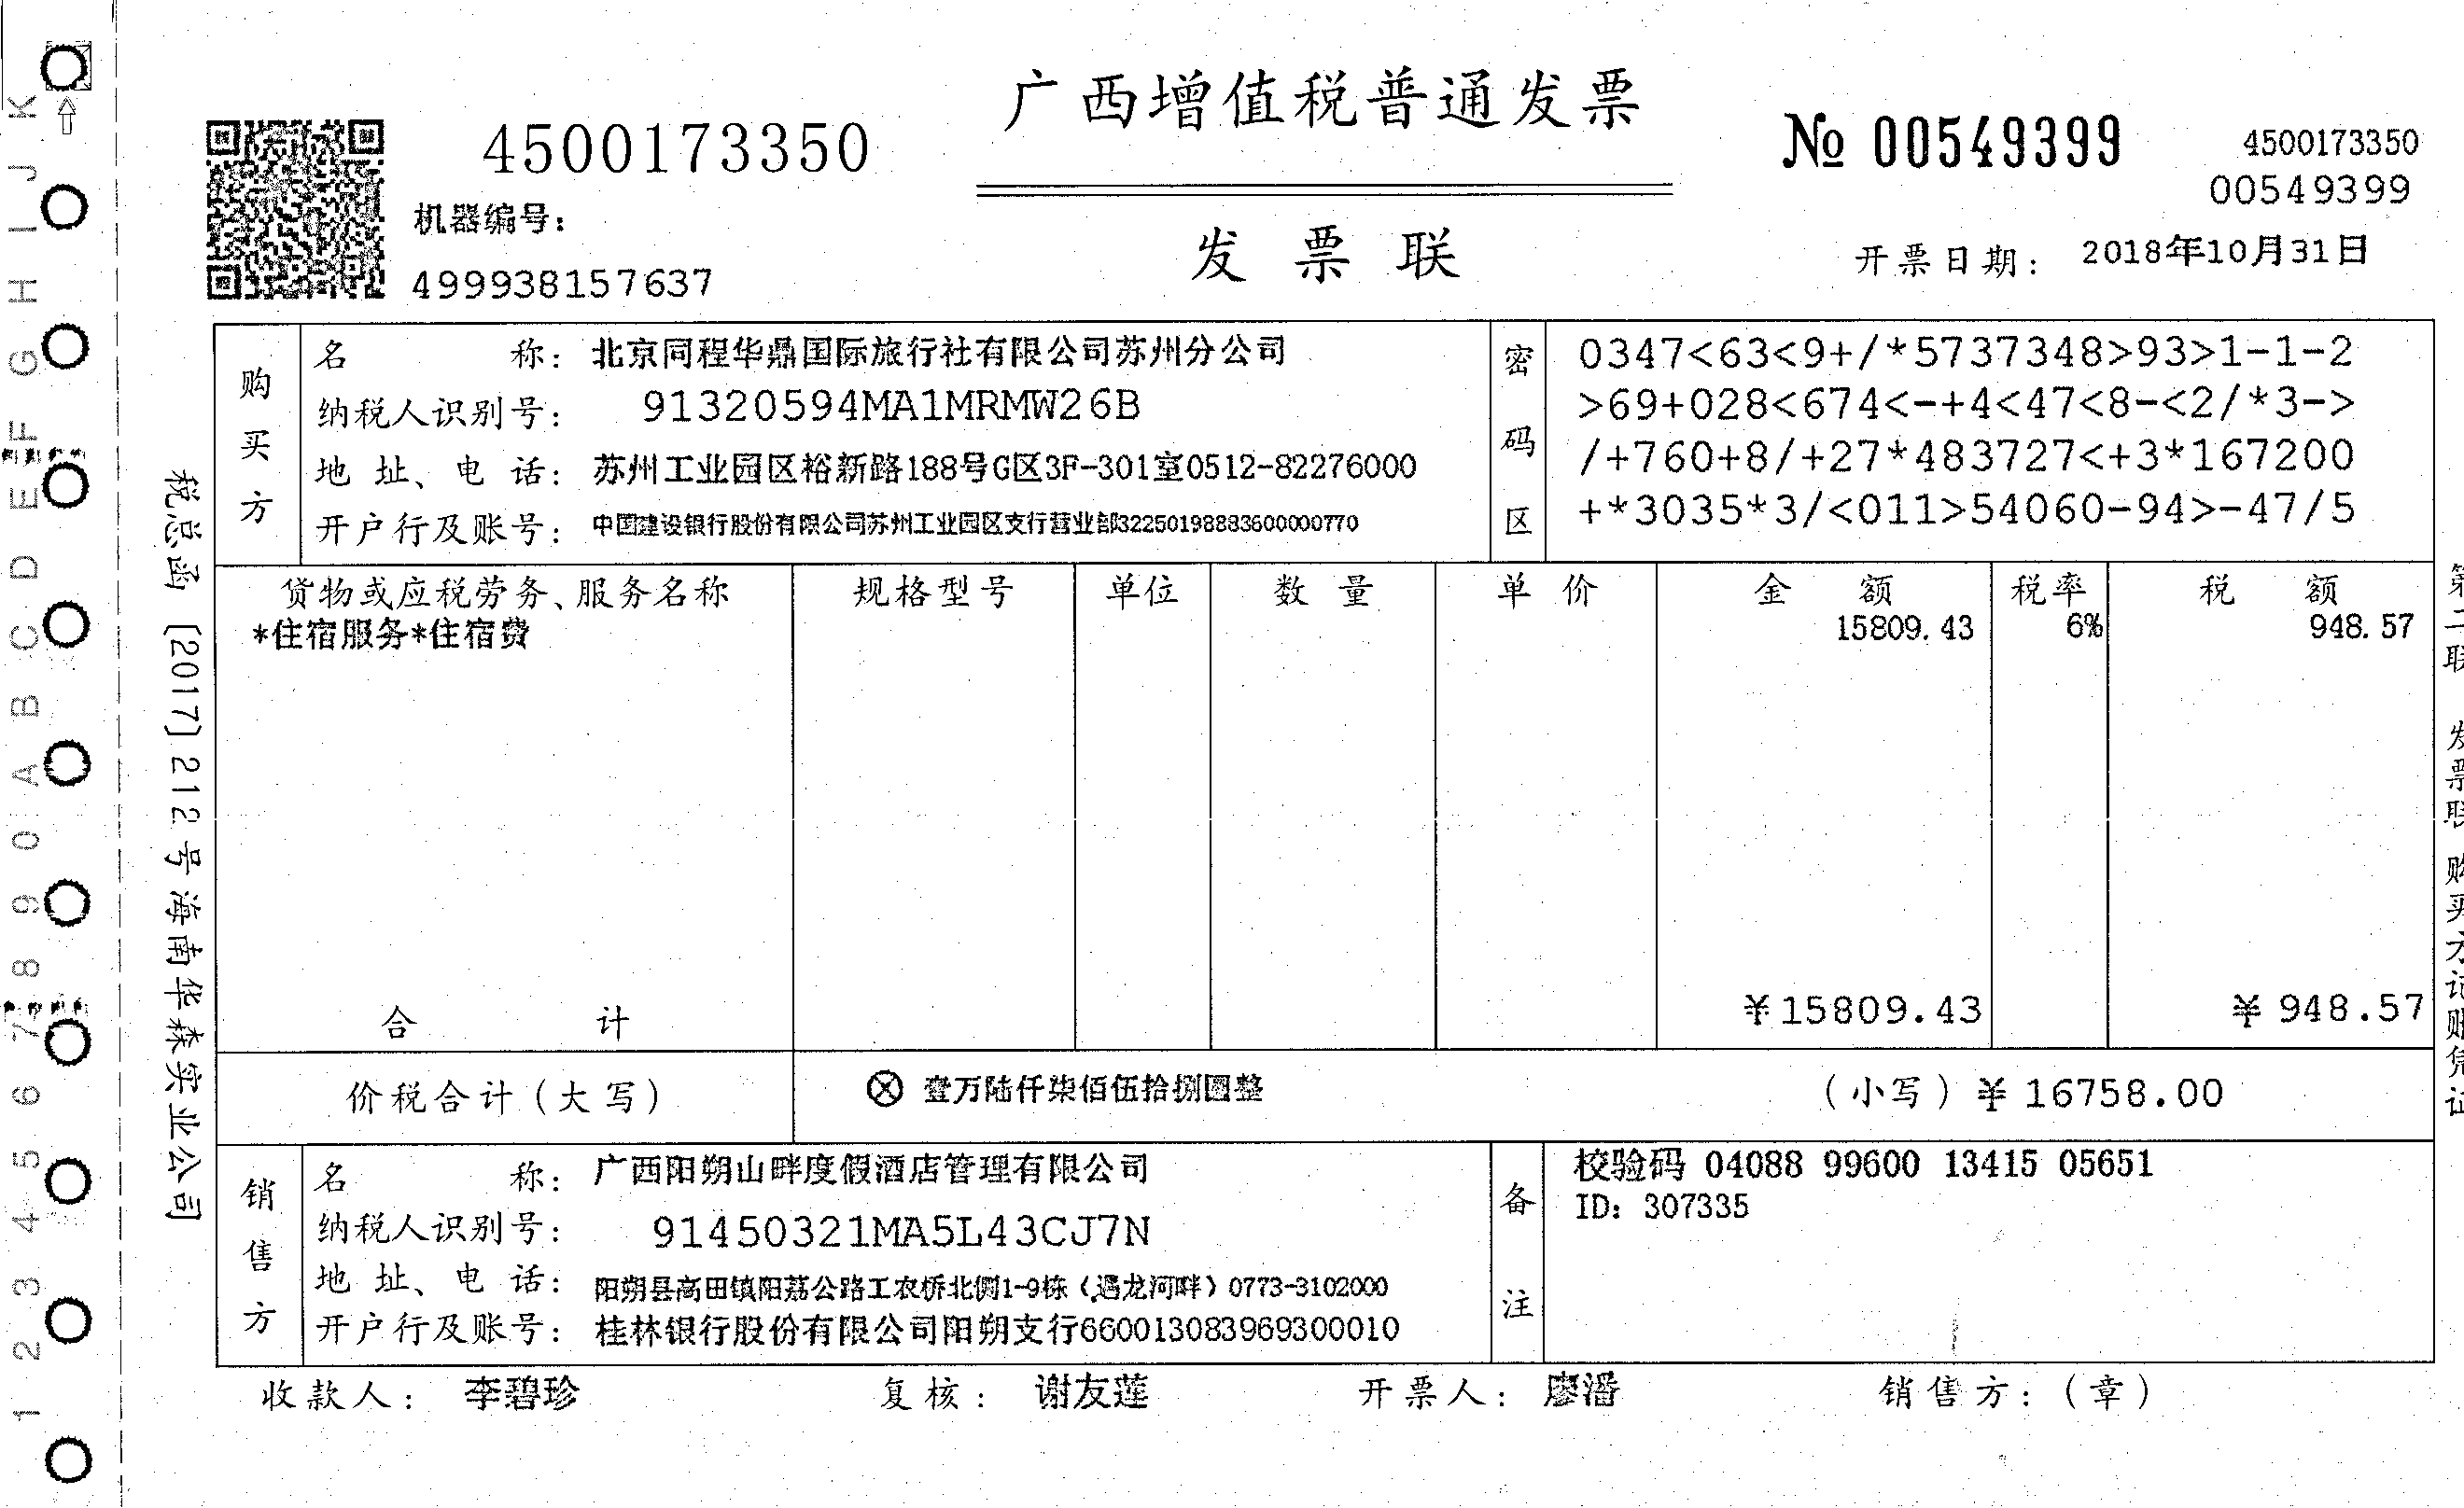 广西增值税普通发票
4500173350
№ 00549399
4500173350
00549399
机器编号：
499938157637
发票联
开票日期： 2018年10月31日
购买方
名称： 北京同程华鼎国际旅行社有限公司苏州分公司
纳税人识别号： 91320594MA1MRMW26B
地址、电话： 苏州工业园区裕新路188号G区3F-301室0512-82276000
开户行及账号： 中国建设银行股份有限公司苏州工业园区支行营业部32250198883600000770
密码区
0347<63<9+/*5737348>93>1-1-2
>69+028<674<-+4<47<8-<2/*3->
/+760+8/+27*483727<+3*167200
+*3035*3/<011>54060-94>-47/5
货物或应税劳务、服务名称 规格型号 单位 数量 单价 金额 税率 税额
*住宿服务*住宿费 15809.43 6% 948.57
合计 ¥15809.43 ¥948.57
价税合计（大写） ⊗ 壹万陆仟柒佰伍拾捌圆整 （小写）¥16758.00
销售方
名称： 广西阳朔山畔度假酒店管理有限公司
纳税人识别号： 91450321MA5L43CJ7N
地址、电话： 阳朔县高田镇阳荔公路工农桥北侧1-9栋（遇龙河畔）0773-3102000
开户行及账号： 桂林银行股份有限公司阳朔支行660013083969300010
备注
校验码 04088 99600 13415 05651
ID: 307335
收款人： 李碧珍 复核： 谢友莲 开票人： 廖潘 销售方：（章）
税总函〔2017〕212号海南华森实业公司
第二联 发票联 购买方记账凭证
1 2 3 4 5 6 7 8 9 0 A B C D E F G H I J K